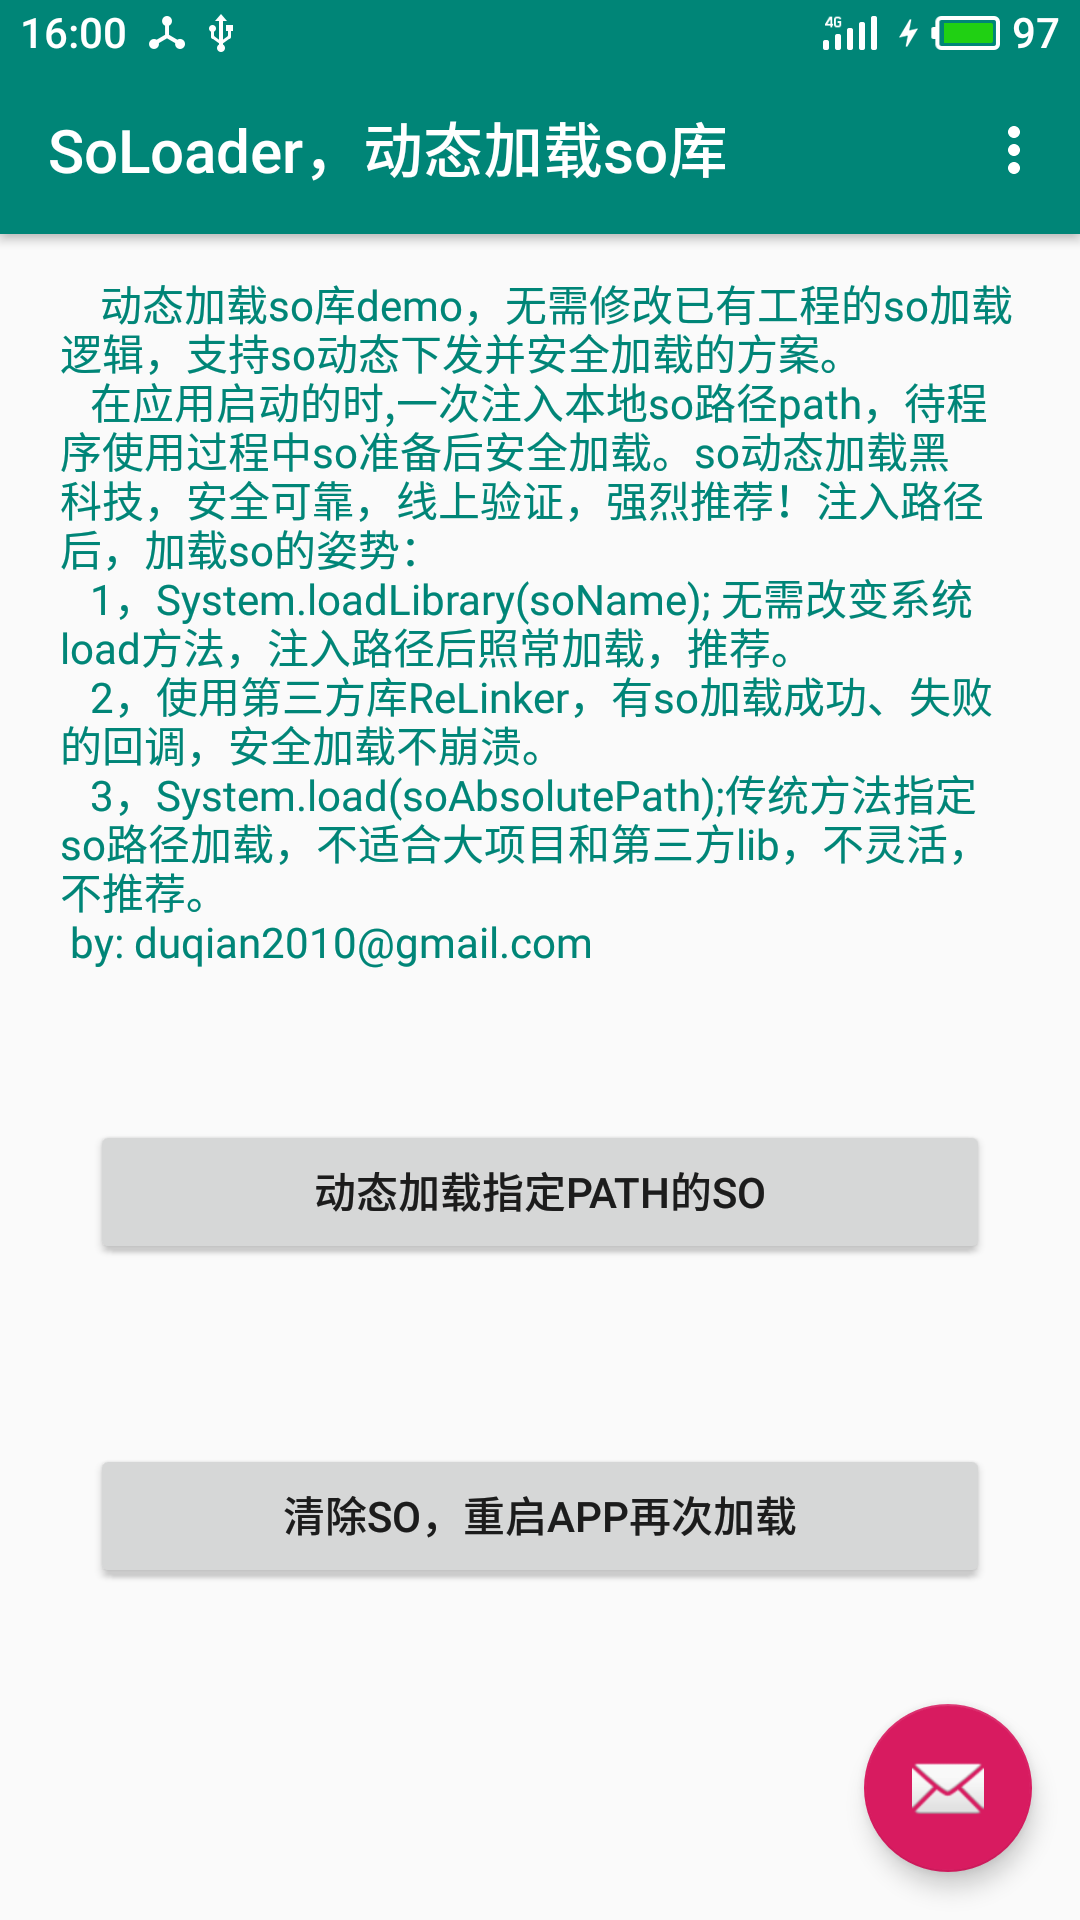 16:00
4G
97
SoLoader，动态加载so库
动态加载so库demo，无需修改已有工程的so加载
逻辑，支持so动态下发并安全加载的方案。
在应用启动的时,一次注入本地so路径path，待程
序使用过程中so准备后安全加载。so动态加载黑
科技，安全可靠，线上验证，强烈推荐！注入路径
后，加载so的姿势：
1，System.loadLibrary(soName); 无需改变系统
load方法，注入路径后照常加载，推荐。
2，使用第三方库ReLinker，有so加载成功、失败
的回调，安全加载不崩溃。
3，System.load(soAbsolutePath);传统方法指定
so路径加载，不适合大项目和第三方lib，不灵活，
不推荐。
by: duqian2010@gmail.com
动态加载指定PATH的SO
清除SO，重启APP再次加载